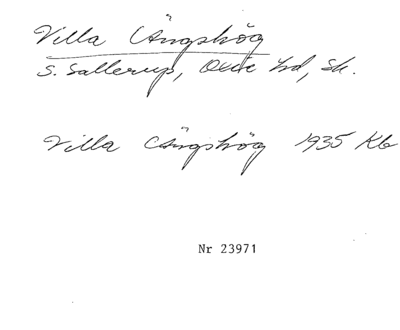 Villa Ängshög
S. Sallerup, Oxie hd, Sk.
Villa Ängshög 1935 Kb
Nr 23971